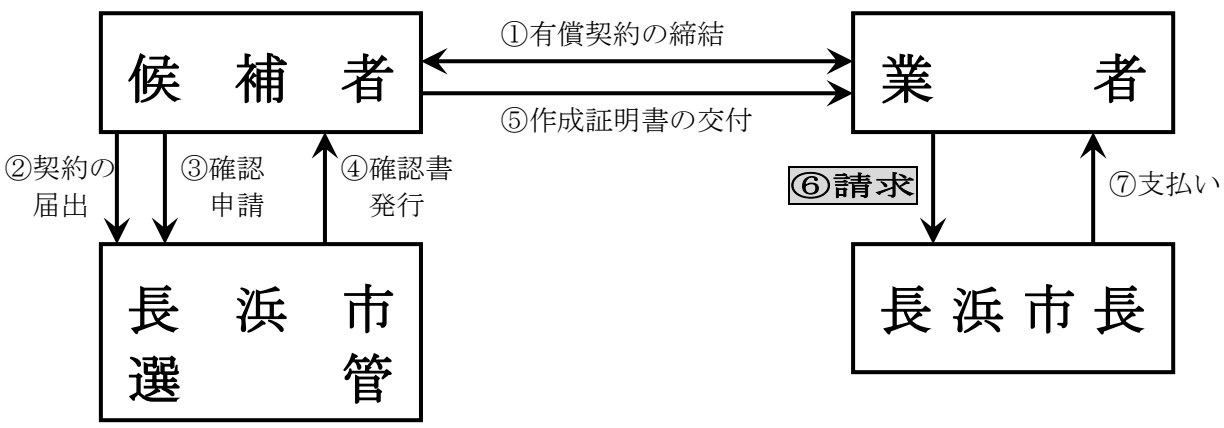 ①有償契約の締結
候補者
業者
⑤作成証明書の交付
②契約の
届出
③確認
申請
④確認書
発行
⑥請求
⑦支払い
長浜市
選管
長浜市長